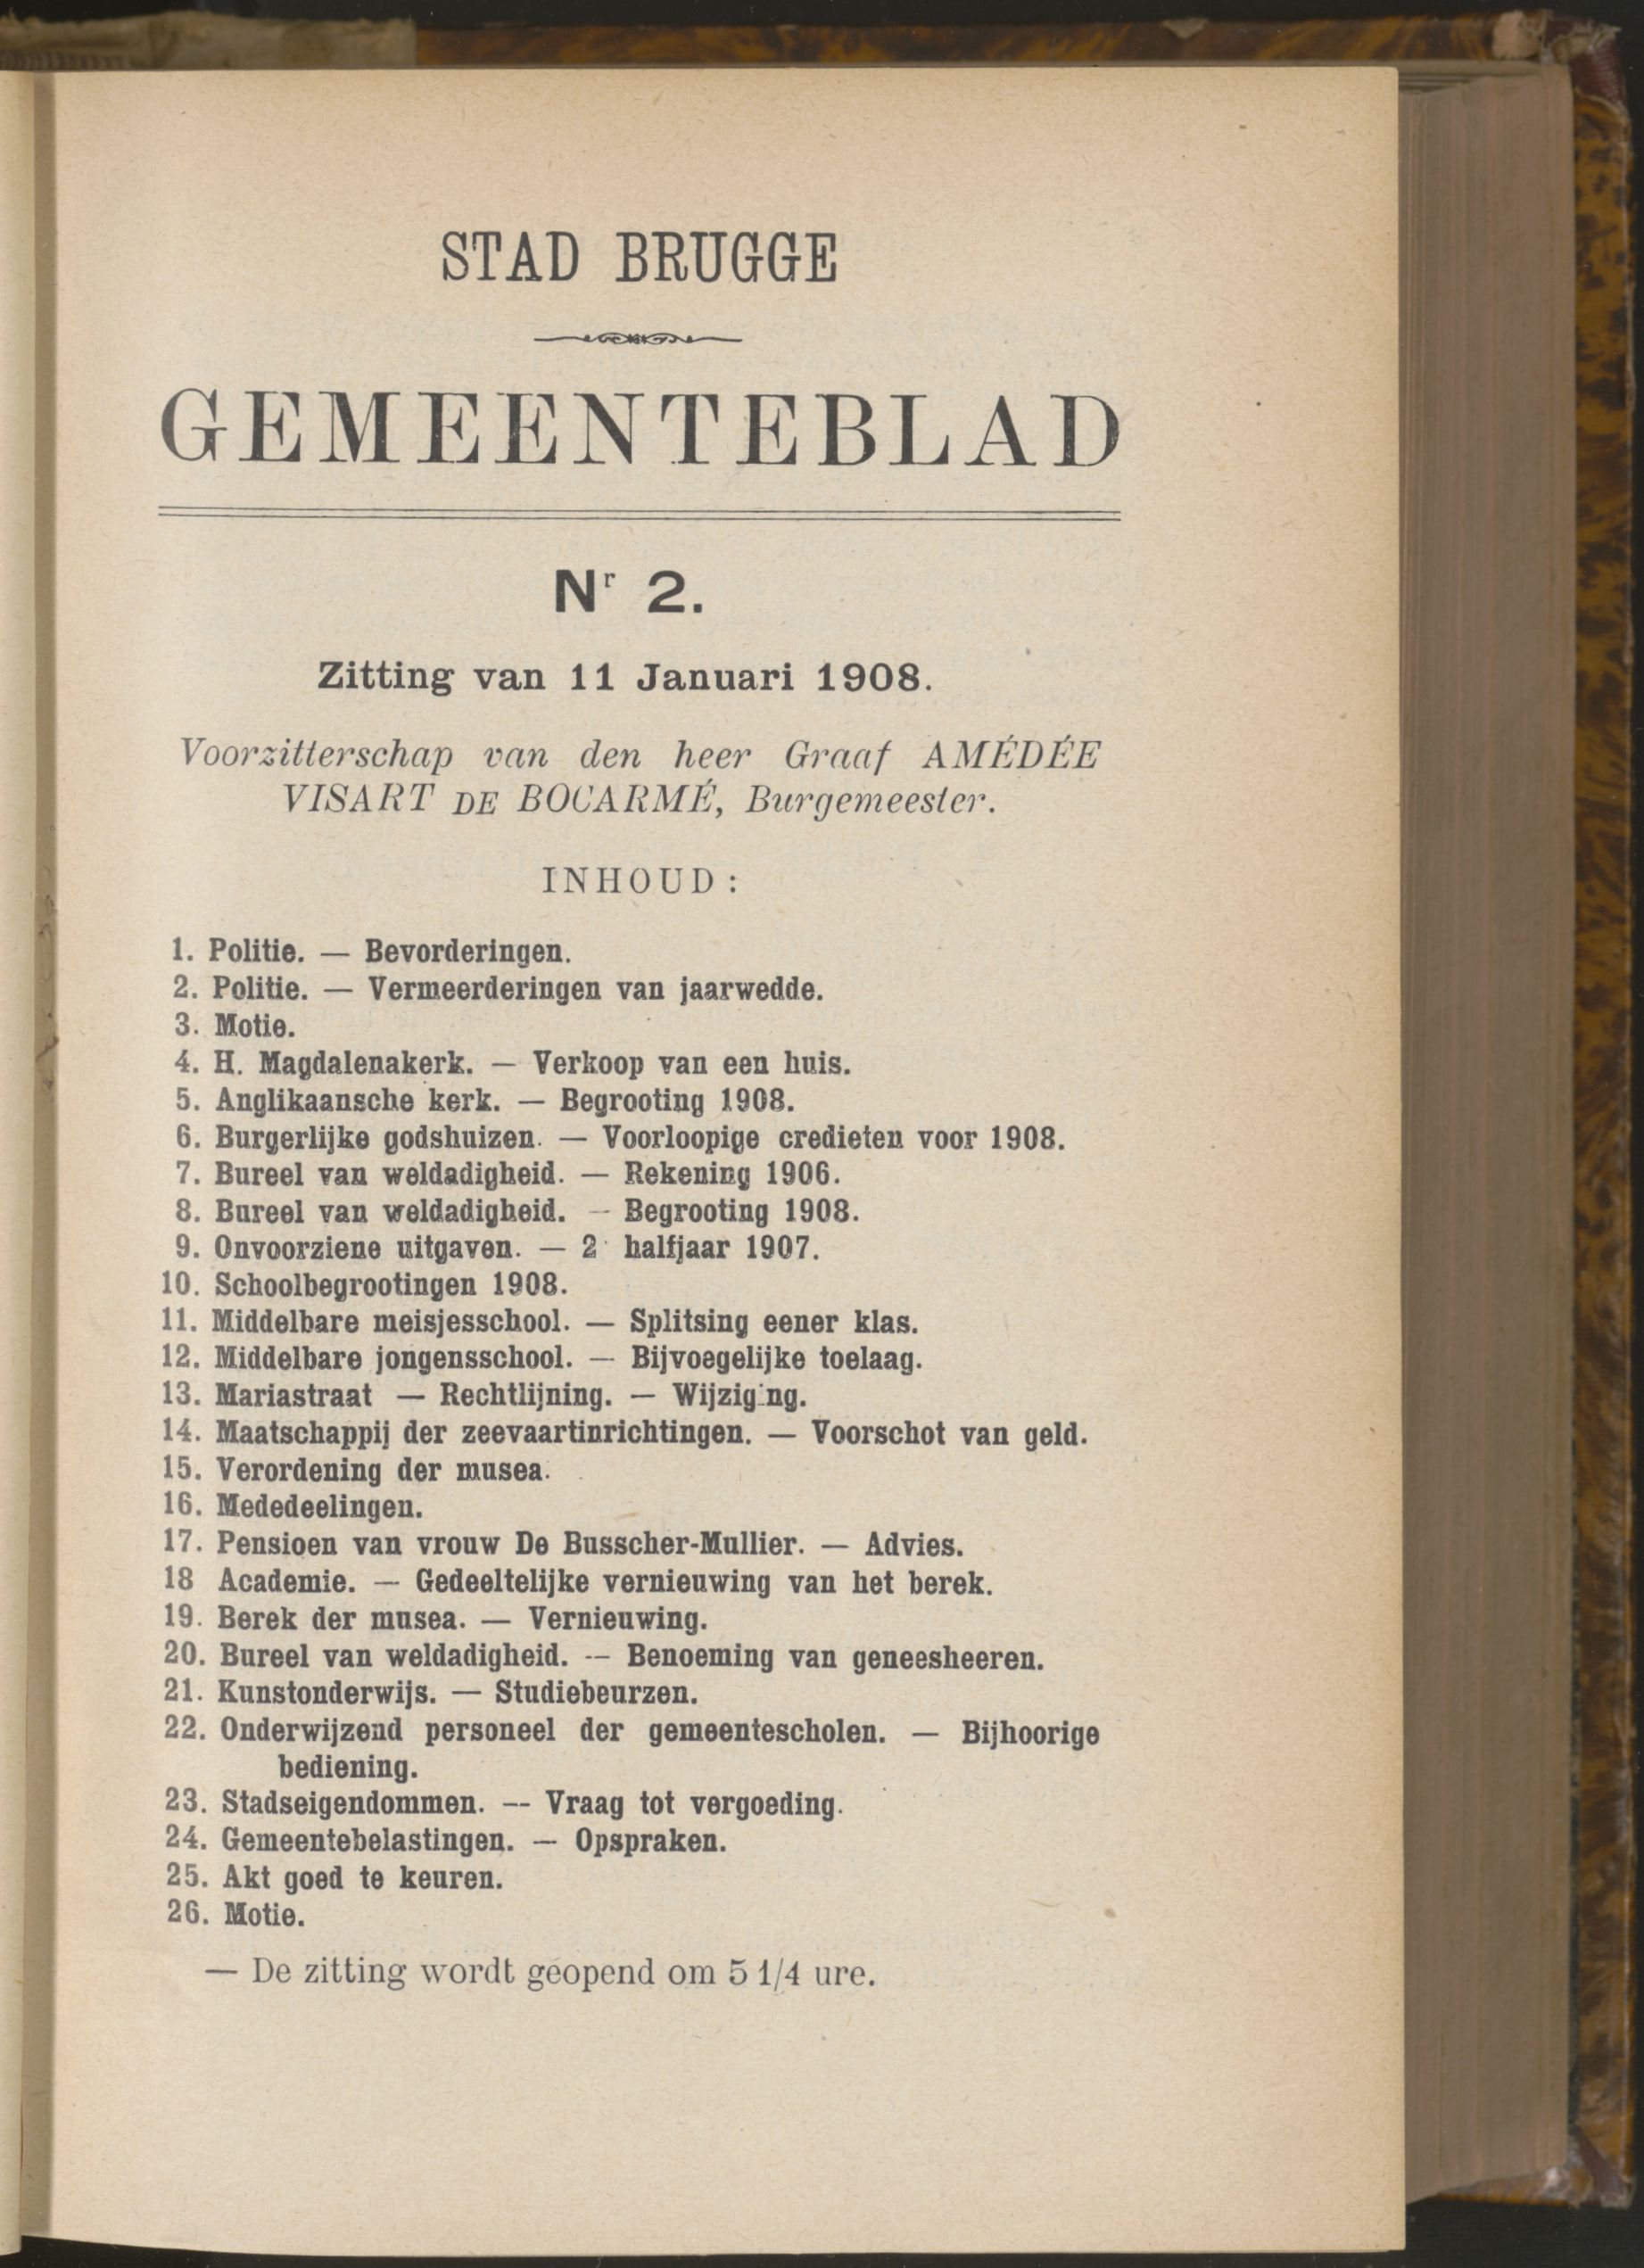 STAD BRUGGE
GEMEENTEBLAD
Nr 2.
Zitting van 11 Januari 1908.
Voorzitterschap van den heer Graaf AMÉDÉE
VISART DE BOCARMÉ, Burgemeester.
INHOUD :
1. Politie. — Bevorderingen.
2. Politie. — Vermeerderingen van jaarwedde.
3. Motie.
4. H. Magdalenakerk. — Verkoop van een huis.
5. Anglikaansche kerk. — Begrooting 1908.
6. Burgerlijke godshuizen. — Voorloopige credieten voor 1908.
7. Bureel van weldadigheid. — Rekening 1906.
8. Bureel van weldadigheid. — Begrooting 1908.
9. Onvoorziene uitgaven. — 2 halfjaar 1907.
10. Schoolbegrootingen 1908.
11. Middelbare meisjesschool. — Splitsing eener klas.
12. Middelbare jongensschool. — Bijvoegelijke toelaag.
13. Mariastraat — Rechtlijning. — Wijziging.
14. Maatschappij der zeevaartinrichtingen. — Voorschot van geld.
15. Verordening der musea.
16. Mededeelingen.
17. Pensioen van vrouw De Busscher-Mullier. — Advies.
18 Academie. — Gedeeltelijke vernieuwing van het berek.
19. Berek der musea. — Vernieuwing.
20. Bureel van weldadigheid. -- Benoeming van geneesheeren.
21. Kunstonderwijs. — Studiebeurzen.
22. Onderwijzend personeel der gemeentescholen. — Bijhoorige
bediening.
23. Stadseigendommen. -- Vraag tot vergoeding.
24. Gemeentebelastingen. — Opspraken.
25. Akt goed te keuren.
26. Motie.
— De zitting wordt geopend om 5 1/4 ure.